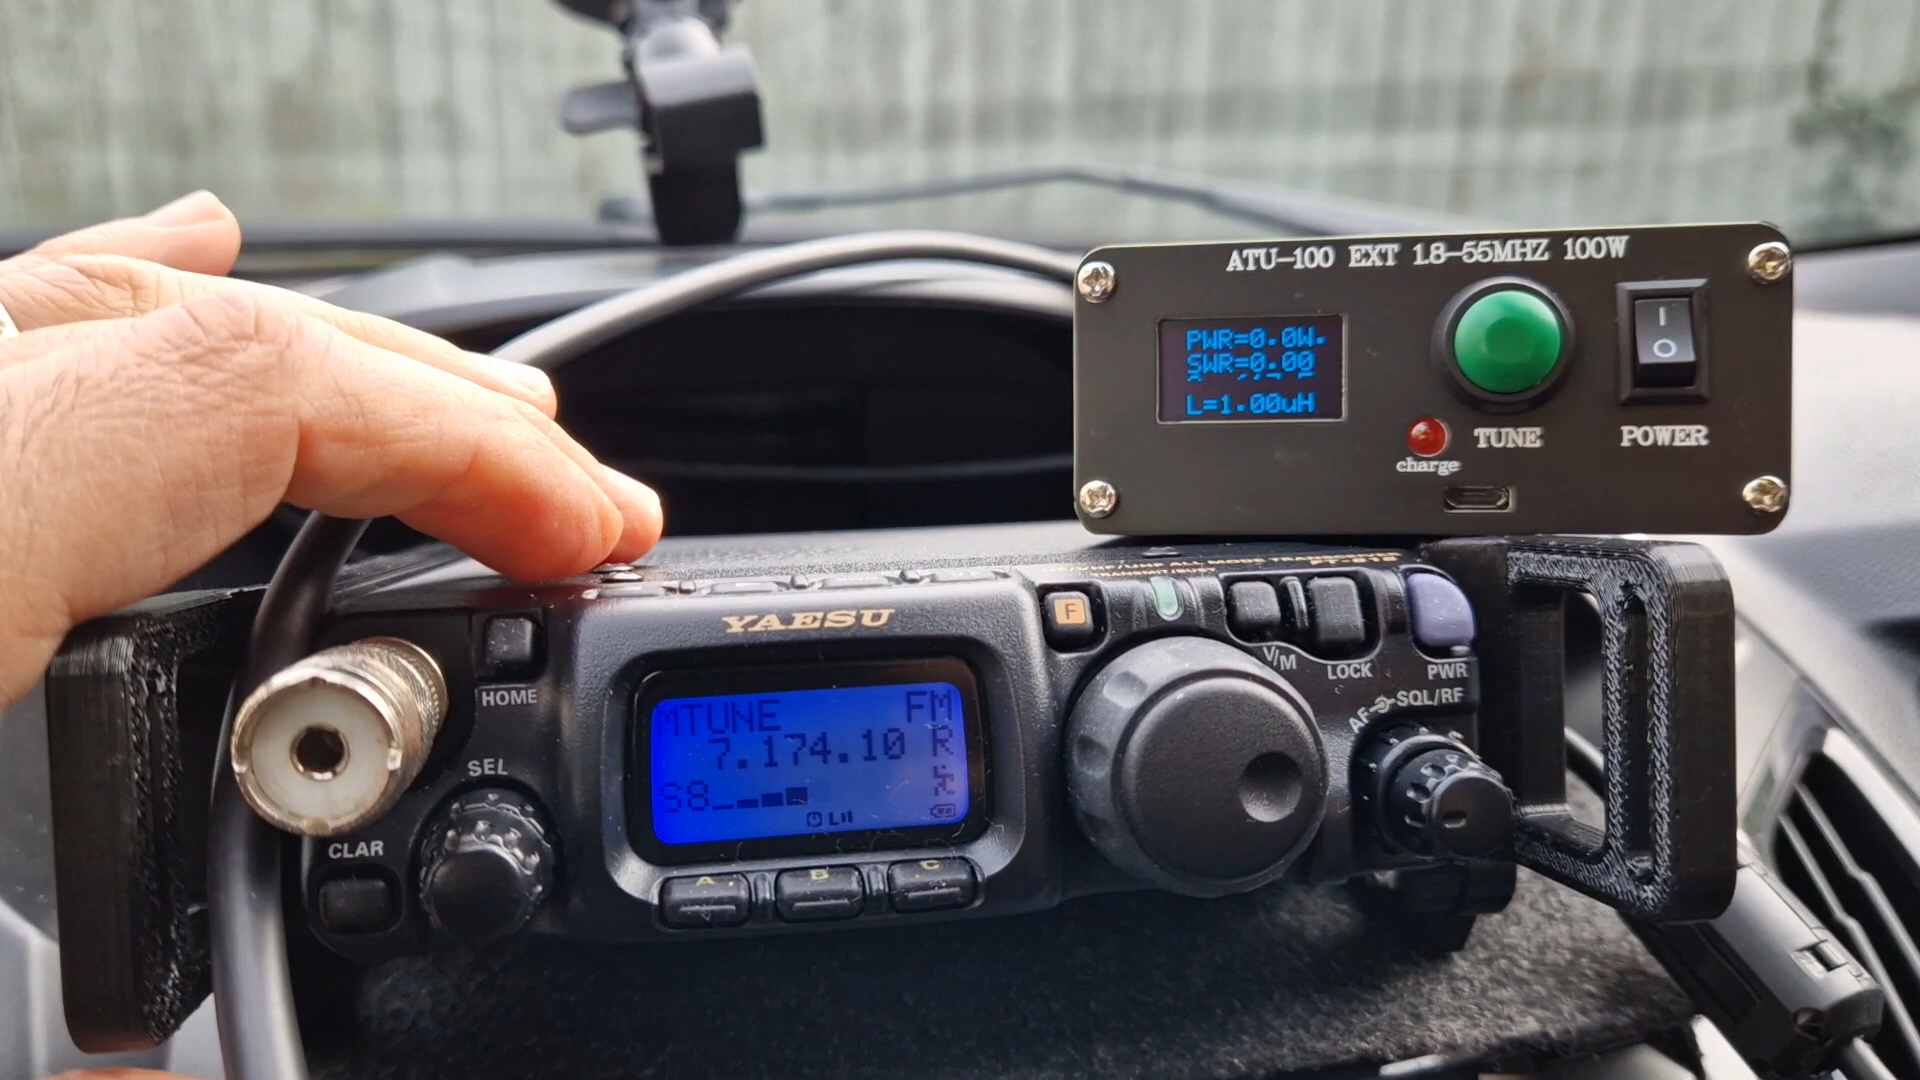 ATU-100 EXT 1.8-55MHZ 100W
PWR=0.0W.
SWR=0.00
L=1.00uH
TUNE
POWER
charge
I
O
YAESU
F
HOME
V/M
LOCK
PWR
AF SQL/RF
MTUNE FM
7.174.10 R
S8
SEL
CLAR
A B C